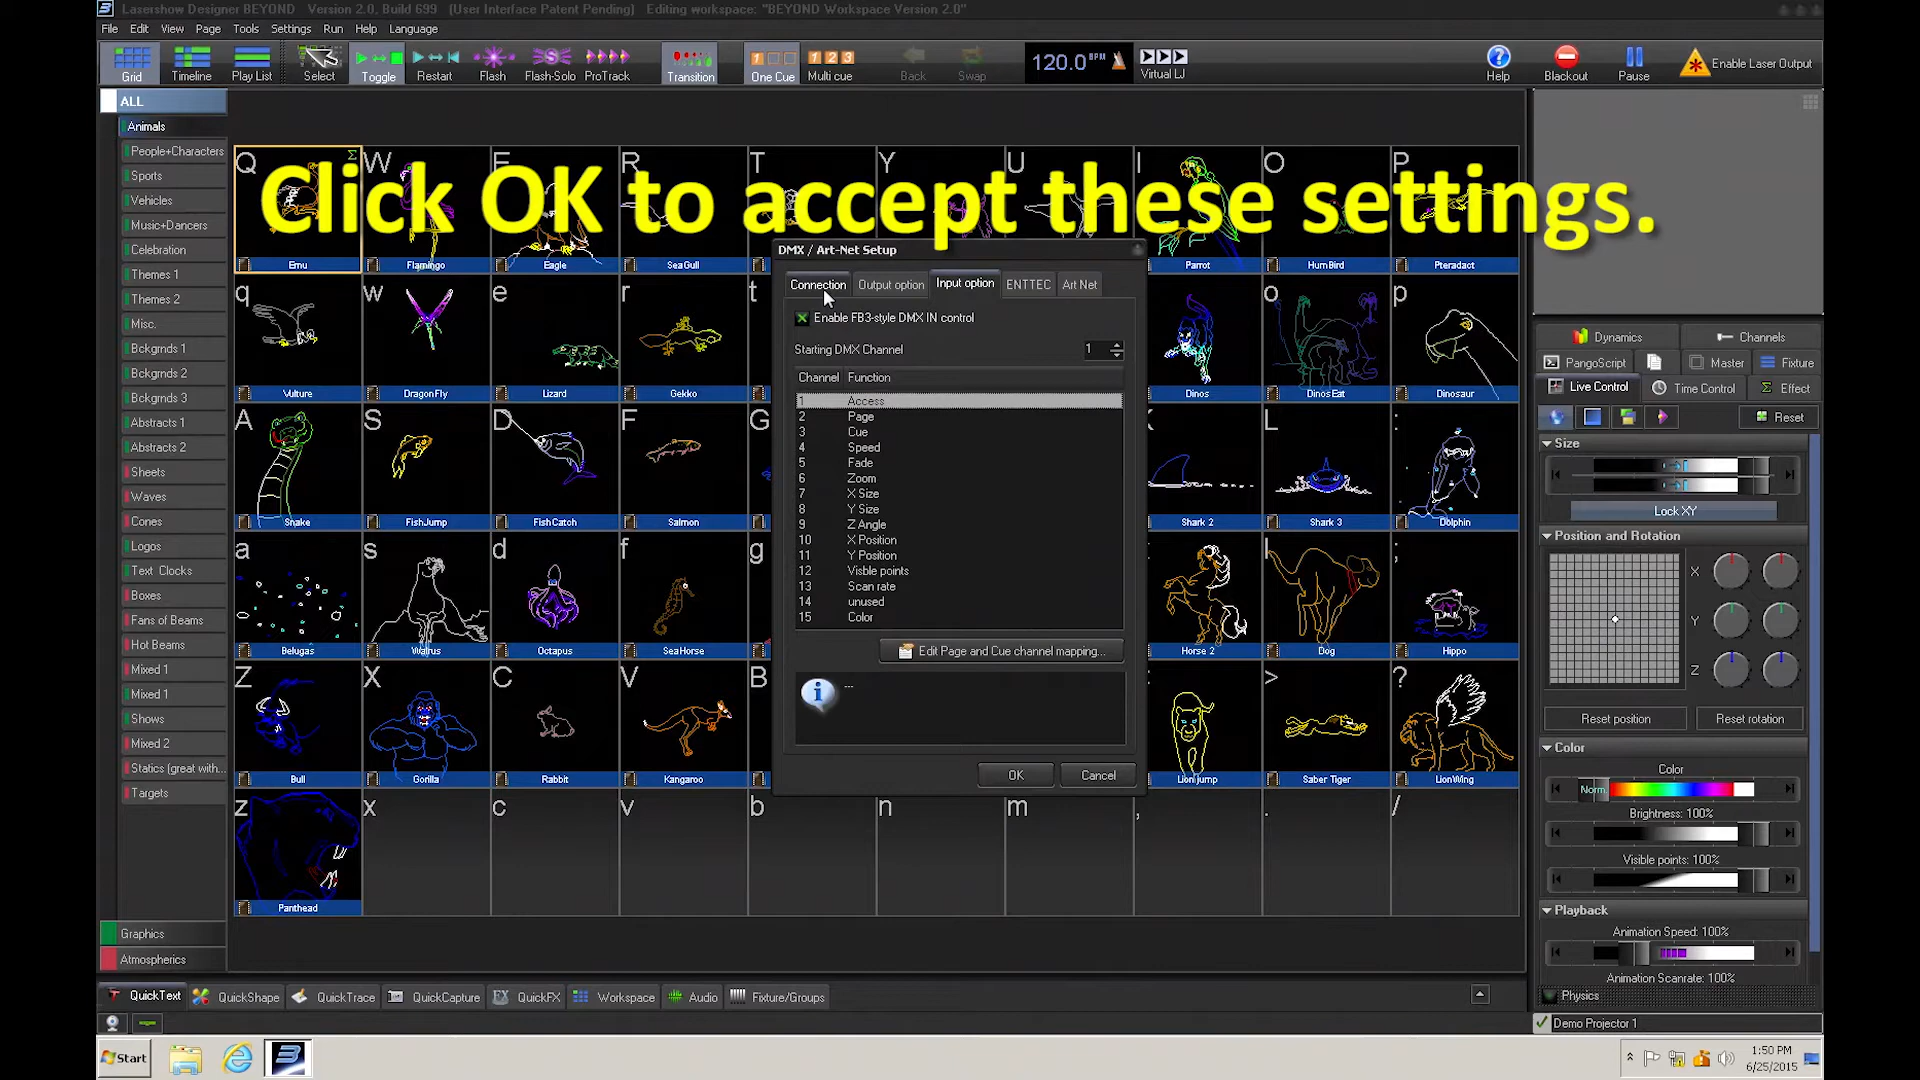 Lazershow Designer BEYOND    Version 2.0, Build 699    (User Interface Patent Pending)    Editing workspace: "BEYOND Workspace Version 2.0"
File Edit View Page Tools Settings Run Help Language
Grid Timeline Play List Select Toggle Restart Flash Flash-Solo ProTrack Transition One Cue Multi cue Back Swap 120.0 BPM Virtual LJ Help Blackout Pause Enable Laser Output
Click OK to accept these settings.
ALL
Animals
People+Characters
Sports
Vehicles
Music+Dancers
Celebration
Themes 1
Themes 2
Misc.
Bckgrnds 1
Bckgrnds 2
Bckgrnds 3
Abstracts 1
Abstracts 2
Sheets
Waves
Cones
Logos
Text Clocks
Boxes
Fans of Beams
Hot Beams
Mixed 1
Mixed 1
Shows
Mixed 2
Statics (great with...
Targets
Graphics
Atmospherics
Q W E R T Y U I O P
Emu Flamingo Eagle SeaGull Parrot HumBird Pteradact
q w e r t o p
Vulture DragonFly Lizard Gekko Dinos DinosEat Dinosaur
A S D F G K L :
Snake FishJump FishCatch Salmon Shark 2 Shark 3 Dolphin
a s d f g l ;
Belugas Walrus Octapus SeaHorse Horse 2 Dog Hippo
Z X C V B > ?
Bull Gorilla Rabbit Kangaroo Lion jump Saber Tiger LionWing
z x c v b n m , . /
Panthead
DMX / Art-Net Setup
Connection Output option Input option ENTTEC Art Net
Enable FB3-style DMX IN control
Starting DMX Channel 1
Channel Function
1 Access
2 Page
3 Cue
4 Speed
5 Fade
6 Zoom
7 X Size
8 Y Size
9 Z Angle
10 X Position
11 Y Position
12 Visble points
13 Scan rate
14 unused
15 Color
Edit Page and Cue channel mapping...
---
OK Cancel
Dynamics Channels
PangoScript Master Fixture
Live Control Time Control Effect
Reset
Size
Lock XY
Position and Rotation
X
Y
Z
Reset position Reset rotation
Color
Color
Norm.
Brightness: 100%
Visible points: 100%
Playback
Animation Speed: 100%
Animation Scanrate: 100%
Physics
Demo Projector 1
QuickText QuickShape QuickTrace QuickCapture QuickFX Workspace Audio Fixture/Groups
Start
1:50 PM
6/25/2015